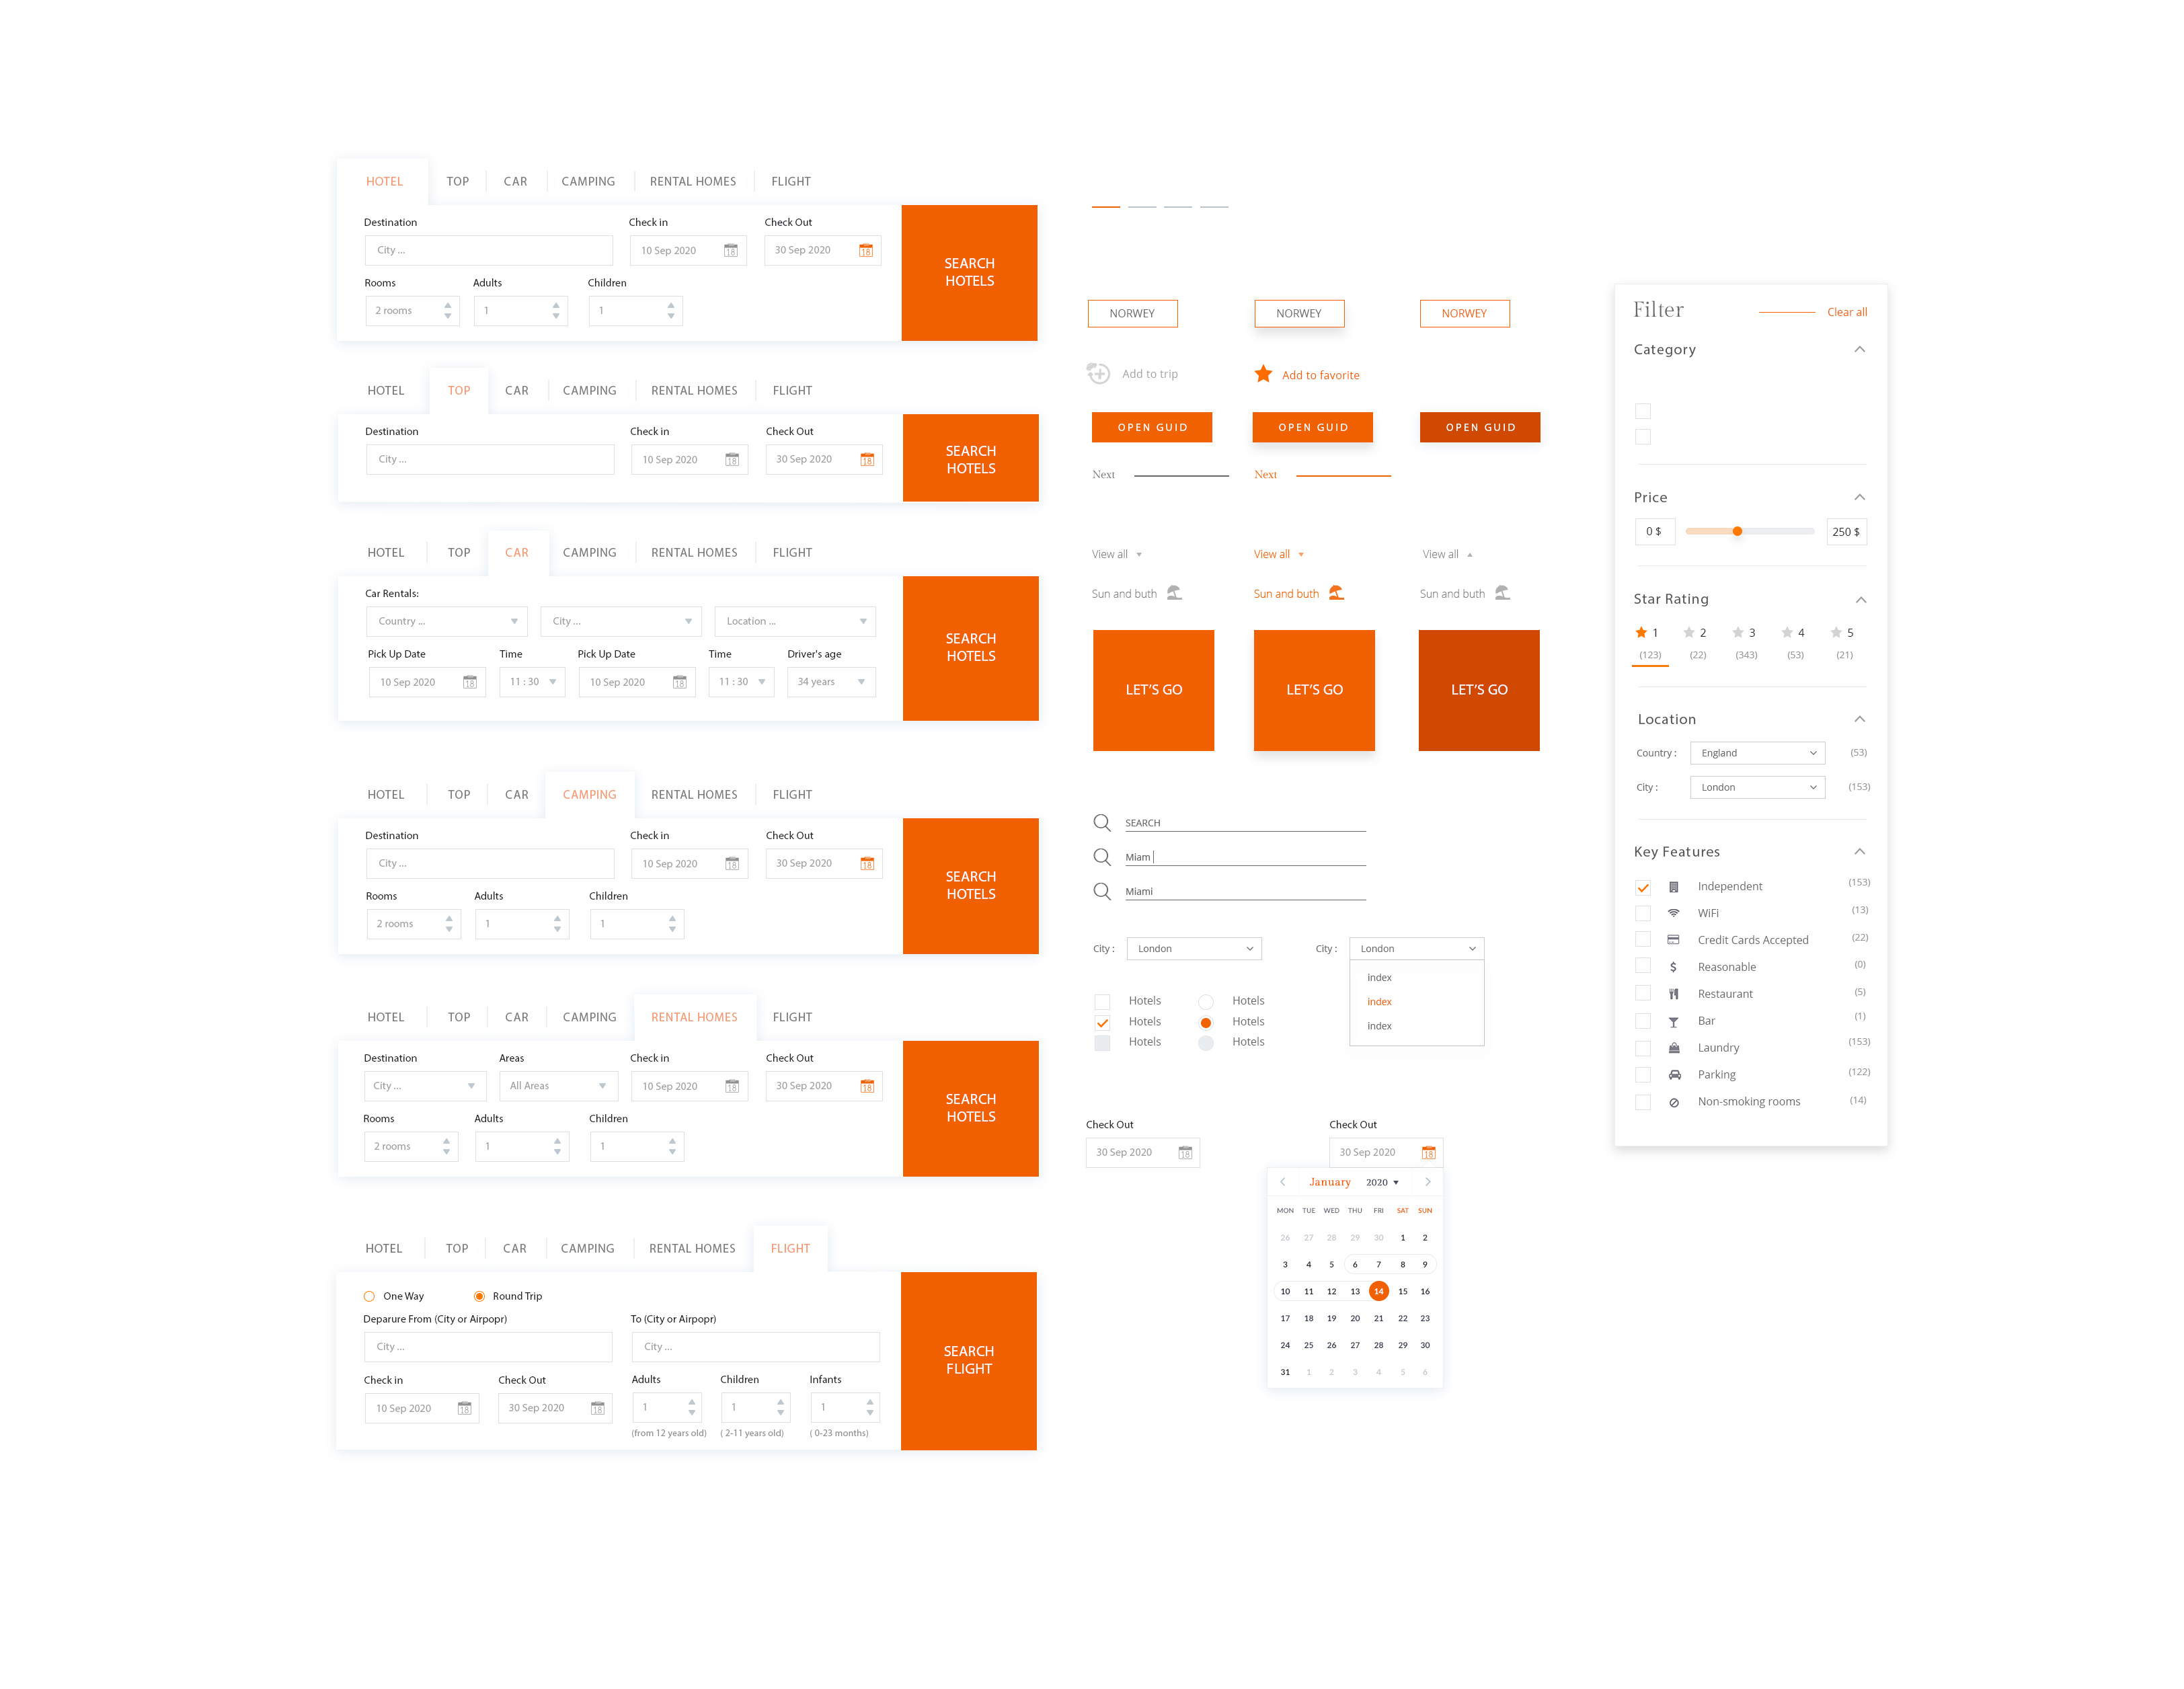 HOTEL TOP CAR CAMPING RENTAL HOMES FLIGHT
Destination Check in Check Out
City ... 10 Sep 2020 18 30 Sep 2020 18
Rooms Adults Children
2 rooms 1 1
SEARCH
HOTELS
HOTEL TOP CAR CAMPING RENTAL HOMES FLIGHT
Destination Check in Check Out
City ... 10 Sep 2020 18 30 Sep 2020 18
SEARCH
HOTELS
HOTEL TOP CAR CAMPING RENTAL HOMES FLIGHT
Car Rentals:
Country ... City ... Location ...
Pick Up Date Time Pick Up Date Time Driver's age
10 Sep 2020 18 11 : 30 10 Sep 2020 18 11 : 30 34 years
SEARCH
HOTELS
HOTEL TOP CAR CAMPING RENTAL HOMES FLIGHT
Destination Check in Check Out
City ... 10 Sep 2020 18 30 Sep 2020 18
Rooms Adults Children
2 rooms 1 1
SEARCH
HOTELS
HOTEL TOP CAR CAMPING RENTAL HOMES FLIGHT
Destination Areas Check in Check Out
City ... All Areas 10 Sep 2020 18 30 Sep 2020 18
Rooms Adults Children
2 rooms 1 1
SEARCH
HOTELS
HOTEL TOP CAR CAMPING RENTAL HOMES FLIGHT
One Way Round Trip
Deparure From (City or Airpopr) To (City or Airpopr)
City ... City ...
Check in Check Out Adults Children Infants
10 Sep 2020 18 30 Sep 2020 18 1 1 1
(from 12 years old) ( 2-11 years old) ( 0-23 months)
SEARCH
FLIGHT
NORWEY NORWEY NORWEY
Add to trip Add to favorite
OPEN GUID OPEN GUID OPEN GUID
Next Next
View all View all View all
Sun and buth Sun and buth Sun and buth
LET'S GO LET'S GO LET'S GO
SEARCH
Miam
Miami
City : London City : London
index
index
index
Hotels Hotels
Hotels Hotels
Hotels Hotels
Check Out Check Out
30 Sep 2020 18 30 Sep 2020 18
January 2020
MON TUE WED THU FRI SAT SUN
26 27 28 29 30 1 2
3 4 5 6 7 8 9
10 11 12 13 14 15 16
17 18 19 20 21 22 23
24 25 26 27 28 29 30
31 1 2 3 4 5 6
Filter Clear all
Category
Price
0 $ 250 $
Star Rating
1 2 3 4 5
(123) (22) (343) (53) (21)
Location
Country : England (53)
City : London (153)
Key Features
Independent (153)
WiFi (13)
Credit Cards Accepted (22)
$ Reasonable (0)
Restaurant (5)
Bar (1)
Laundry (153)
Parking (122)
Non-smoking rooms (14)